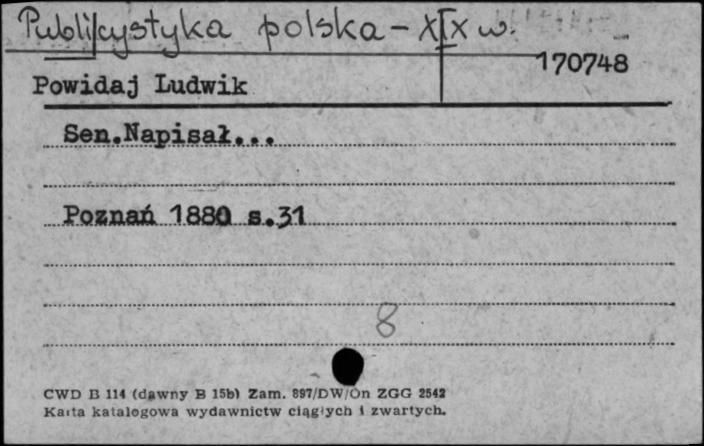 Publicystyka polska - XIX w.
170748
Powidaj Ludwik
Sen.Napisał...
Poznań 1880 s.31
8
CWD B 114 (dawny B 15b) Zam. 897/DW/On ZGG 2542
Karta katalogowa wydawnictw ciągłych i zwartych.